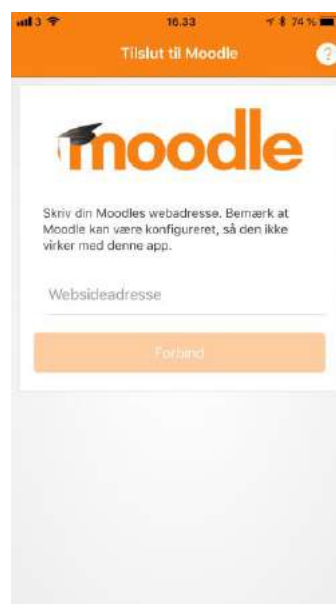 3 16.33 74 %
Tilslut til Moodle ?
moodle
Skriv din Moodles webadresse. Bemærk at
Moodle kan være konfigureret, så den ikke
virker med denne app.
Websideadresse
Forbind